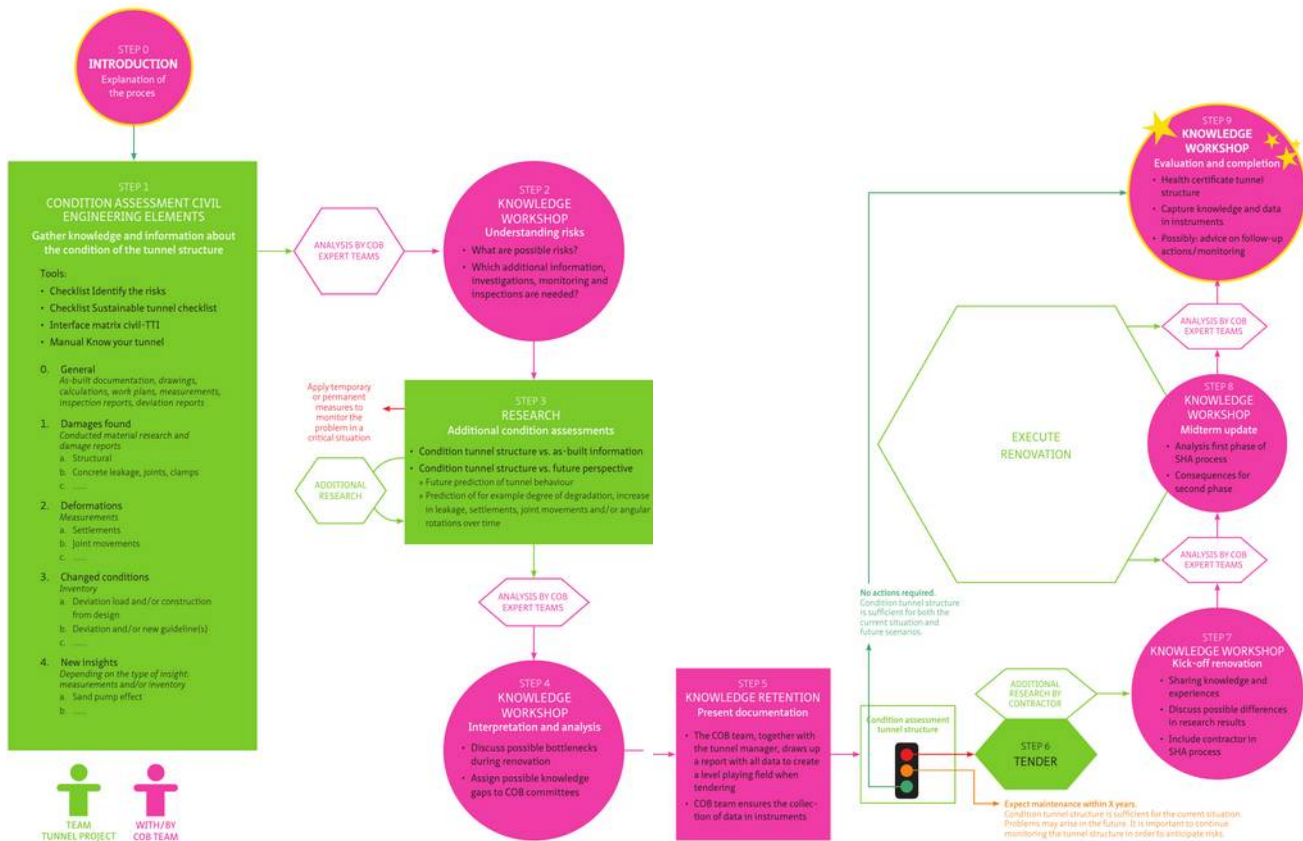 STEP 0
INTRODUCTION
Explanation of
the proces
STEP 1
CONDITION ASSESSMENT CIVIL
ENGINEERING ELEMENTS
Gather knowledge and information about
the condition of the tunnel structure
Tools:
• Checklist Identify the risks
• Checklist Sustainable tunnel checklist
• Interface matrix civil-TTI
• Manual Know your tunnel
0. General
As-built documentation, drawings,
calculations, work plans, measurements,
inspection reports, deviation reports
1. Damages found
Conducted material research and
damage reports
a. Structural
b. Concrete leakage, joints, clamps
c. ......
2. Deformations
Measurements
a. Settlements
b. Joint movements
c. ......
3. Changed conditions
Inventory
a. Deviation load and/or construction
from design
b. Deviation and/or new guideline(s)
c. ......
4. New insights
Depending on the type of insight:
measurements and/or inventory
a. Sand pump effect
b. ......
TEAM
TUNNEL PROJECT
WITH/BY
COB TEAM
ANALYSIS BY COB
EXPERT TEAMS
STEP 2
KNOWLEDGE
WORKSHOP
Understanding risks
• What are possible risks?
• Which additional information,
investigations, monitoring and
inspections are needed?
Apply temporary
or permanent
measures to
monitor the
problem in a
critical situation
ADDITIONAL
RESEARCH
STEP 3
RESEARCH
Additional condition assessments
• Condition tunnel structure vs. as-built information
• Condition tunnel structure vs. future perspective
» Future prediction of tunnel behaviour
» Prediction of for example degree of degradation, increase
in leakage, settlements, joint movements and/or angular
rotations over time
ANALYSIS BY COB
EXPERT TEAMS
STEP 4
KNOWLEDGE
WORKSHOP
Interpretation and analysis
• Discuss possible bottlenecks
during renovation
• Assign possible knowledge
gaps to COB committees
STEP 5
KNOWLEDGE RETENTION
Present documentation
• The COB team, together with
the tunnel manager, draws up
a report with all data to create
a level playing field when
tendering
• COB team ensures the collec-
tion of data in instruments
Condition assessment
tunnel structure
No actions required.
Condition tunnel structure
is sufficient for both the
current situation and
future scenarios.
ADDITIONAL
RESEARCH BY
CONTRACTOR
STEP 6
TENDER
Expect maintenance within X years.
Condition tunnel structure is sufficient for the current situation.
Problems may arise in the future. It is important to continue
monitoring the tunnel structure in order to anticipate risks.
STEP 7
KNOWLEDGE WORKSHOP
Kick-off renovation
• Sharing knowledge and
experiences
• Discuss possible differences
in research results
• Include contractor in
SHA process
ANALYSIS BY COB
EXPERT TEAMS
EXECUTE
RENOVATION
STEP 8
KNOWLEDGE
WORKSHOP
Midterm update
• Analysis first phase of
SHA process
• Consequences for
second phase
ANALYSIS BY COB
EXPERT TEAMS
STEP 9
KNOWLEDGE
WORKSHOP
Evaluation and completion
• Health certificate tunnel
structure
• Capture knowledge and data
in instruments
• Possibly: advice on follow-up
actions/monitoring